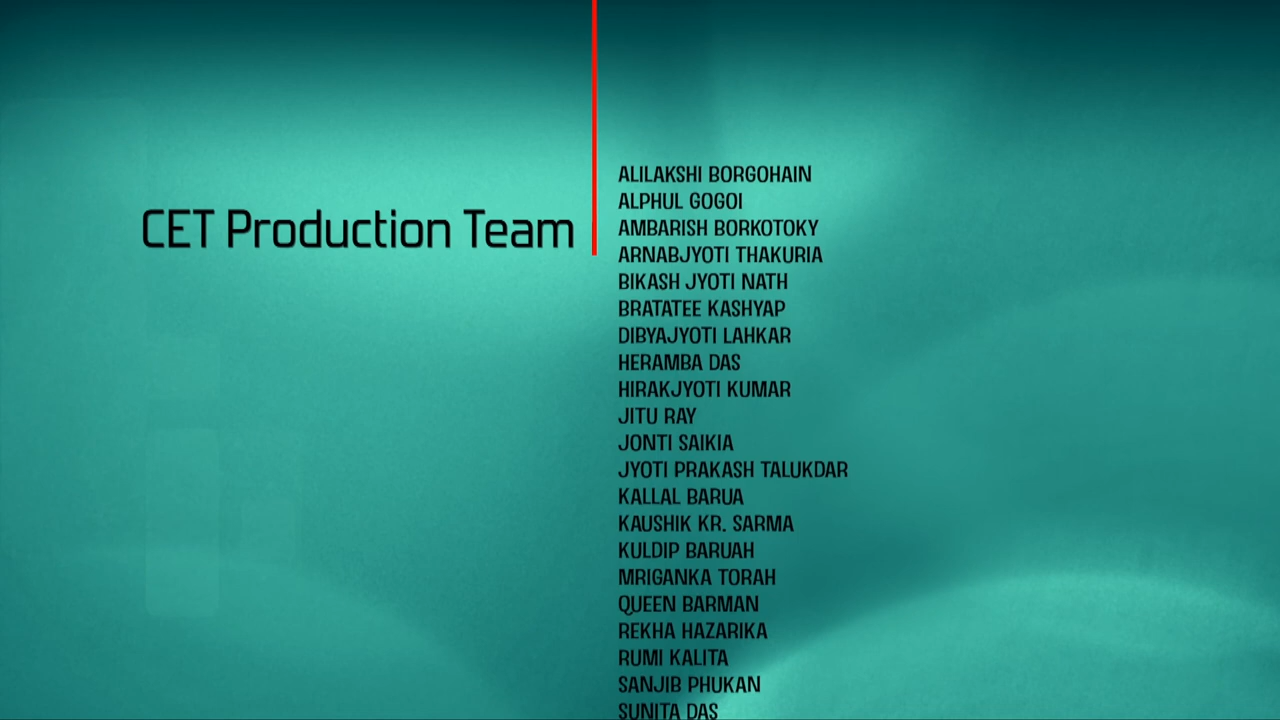 CET Production Team
ALILAKSHI BORGOHAIN
ALPHUL GOGOI
AMBARISH BORKOTOKY
ARNABJYOTI THAKURIA
BIKASH JYOTI NATH
BRATATEE KASHYAP
DIBYAJYOTI LAHKAR
HERAMBA DAS
HIRAKJYOTI KUMAR
JITU RAY
JONTI SAIKIA
JYOTI PRAKASH TALUKDAR
KALLAL BARUA
KAUSHIK KR. SARMA
KULDIP BARUAH
MRIGANKA TORAH
QUEEN BARMAN
REKHA HAZARIKA
RUMI KALITA
SANJIB PHUKAN
SUNITA DAS